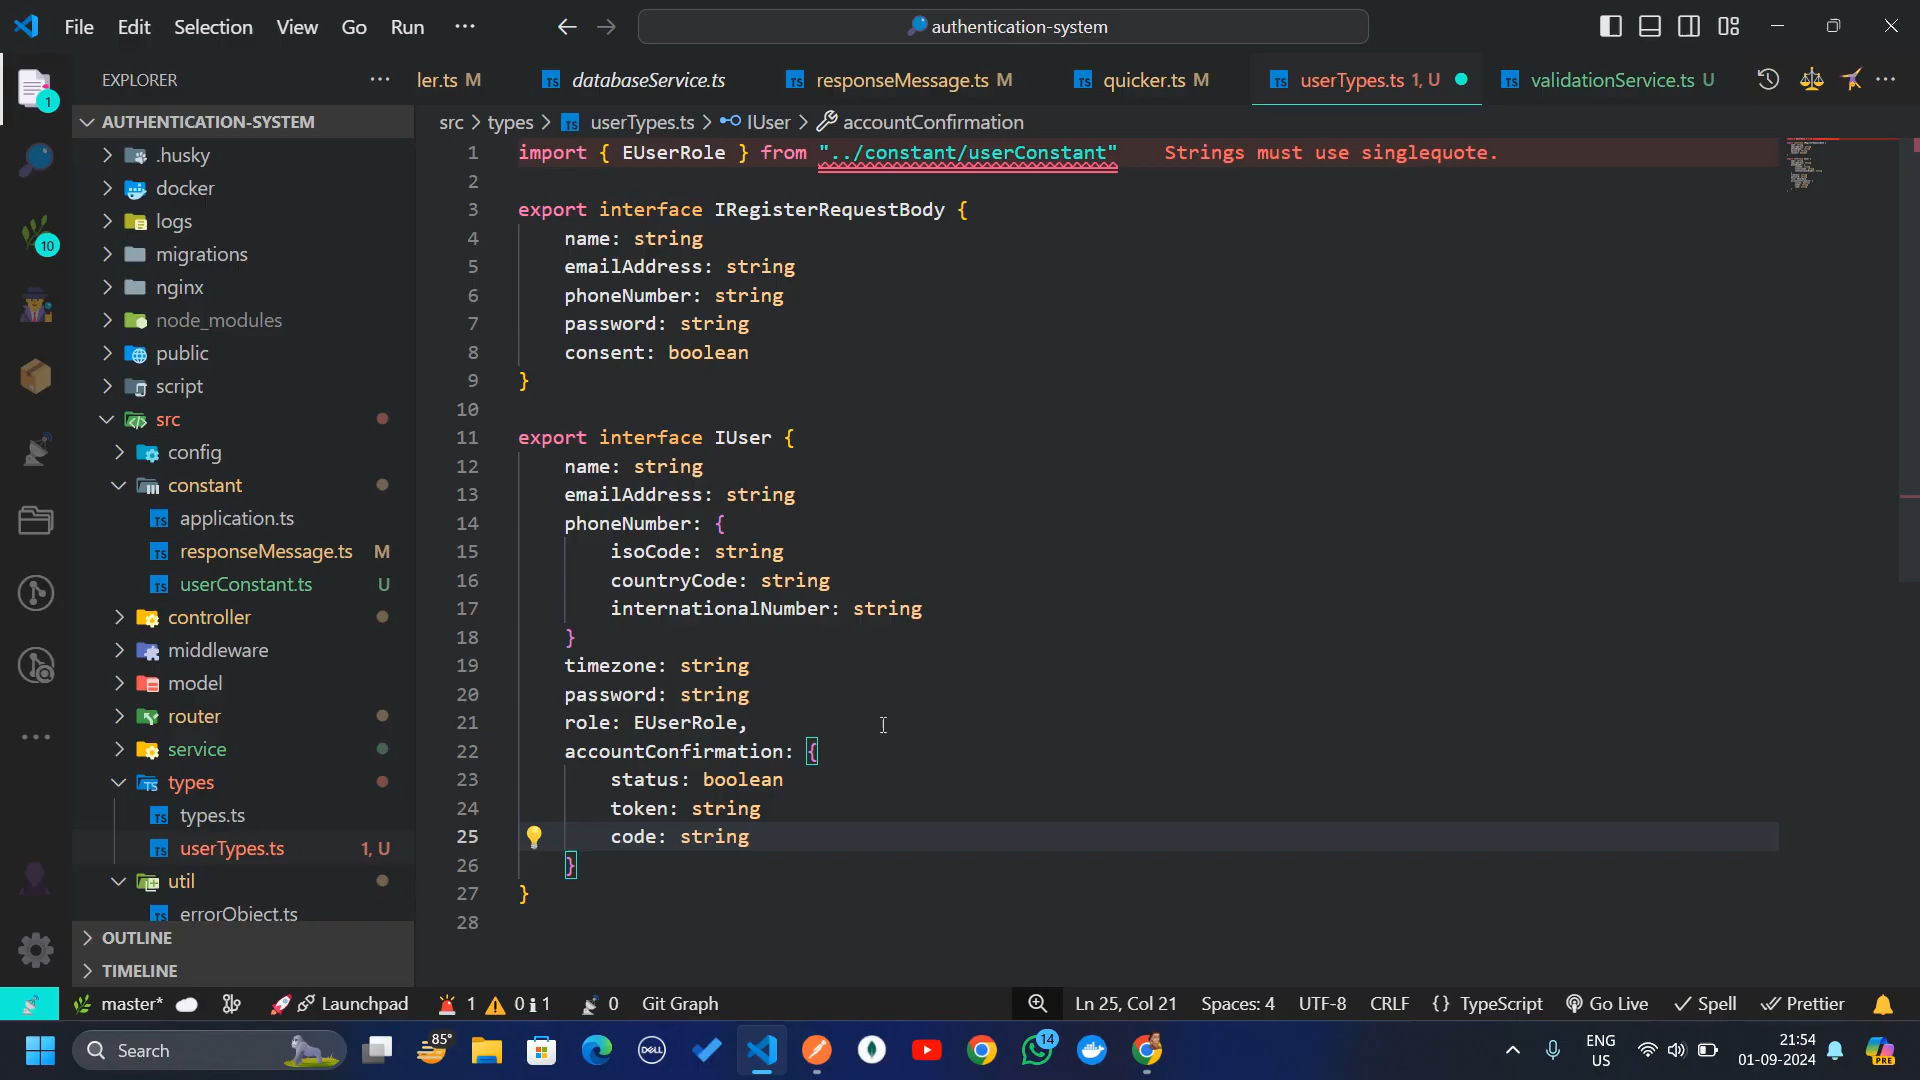 File Edit Selection View Go Run ··· authentication-system
EXPLORER
ler.ts M databaseService.ts responseMessage.ts M quicker.ts M userTypes.ts 1, U validationService.ts U
AUTHENTICATION-SYSTEM
src > types > userTypes.ts > IUser > accountConfirmation
.husky
docker
logs
migrations
nginx
node_modules
public
script
src
config
constant
application.ts
responseMessage.ts M
userConstant.ts U
controller
middleware
model
router
service
types
types.ts
userTypes.ts 1, U
util
errorObject.ts
OUTLINE
TIMELINE
1
10
1 import { EUserRole } from "../constant/userConstant" Strings must use singlequote.
2
3 export interface IRegisterRequestBody {
4 name: string
5 emailAddress: string
6 phoneNumber: string
7 password: string
8 consent: boolean
9 }
10
11 export interface IUser {
12 name: string
13 emailAddress: string
14 phoneNumber: {
15 isoCode: string
16 countryCode: string
17 internationalNumber: string
18 }
19 timezone: string
20 password: string
21 role: EUserRole,
22 accountConfirmation: {
23 status: boolean
24 token: string
25 code: string
26 }
27 }
28
master* Launchpad 1 0 1 0 Git Graph Ln 25, Col 21 Spaces: 4 UTF-8 CRLF {} TypeScript Go Live Spell Prettier
Search 85° DELL 14 ENG US 21:54 01-09-2024 PRE